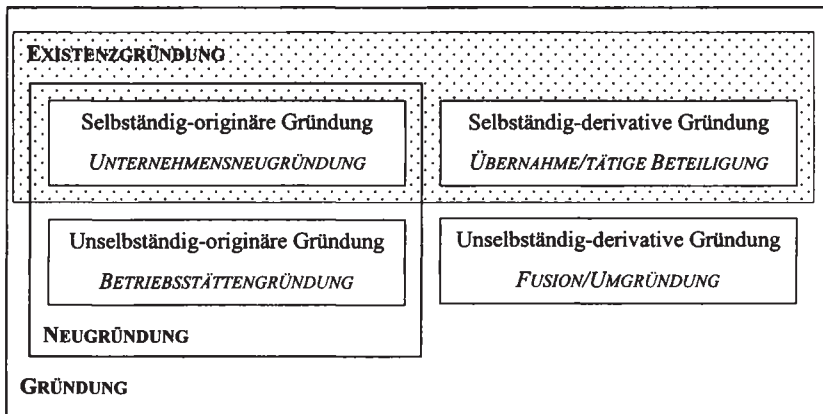 EXISTENZGRÜNDUNG
Selbständig-originäre Gründung
UNTERNEHMENSNEUGRÜNDUNG
Selbständig-derivative Gründung
ÜBERNAHME/TÄTIGE BETEILIGUNG
Unselbständig-originäre Gründung
BETRIEBSSTÄTTENGRÜNDUNG
Unselbständig-derivative Gründung
FUSION/UMGRÜNDUNG
NEUGRÜNDUNG
GRÜNDUNG